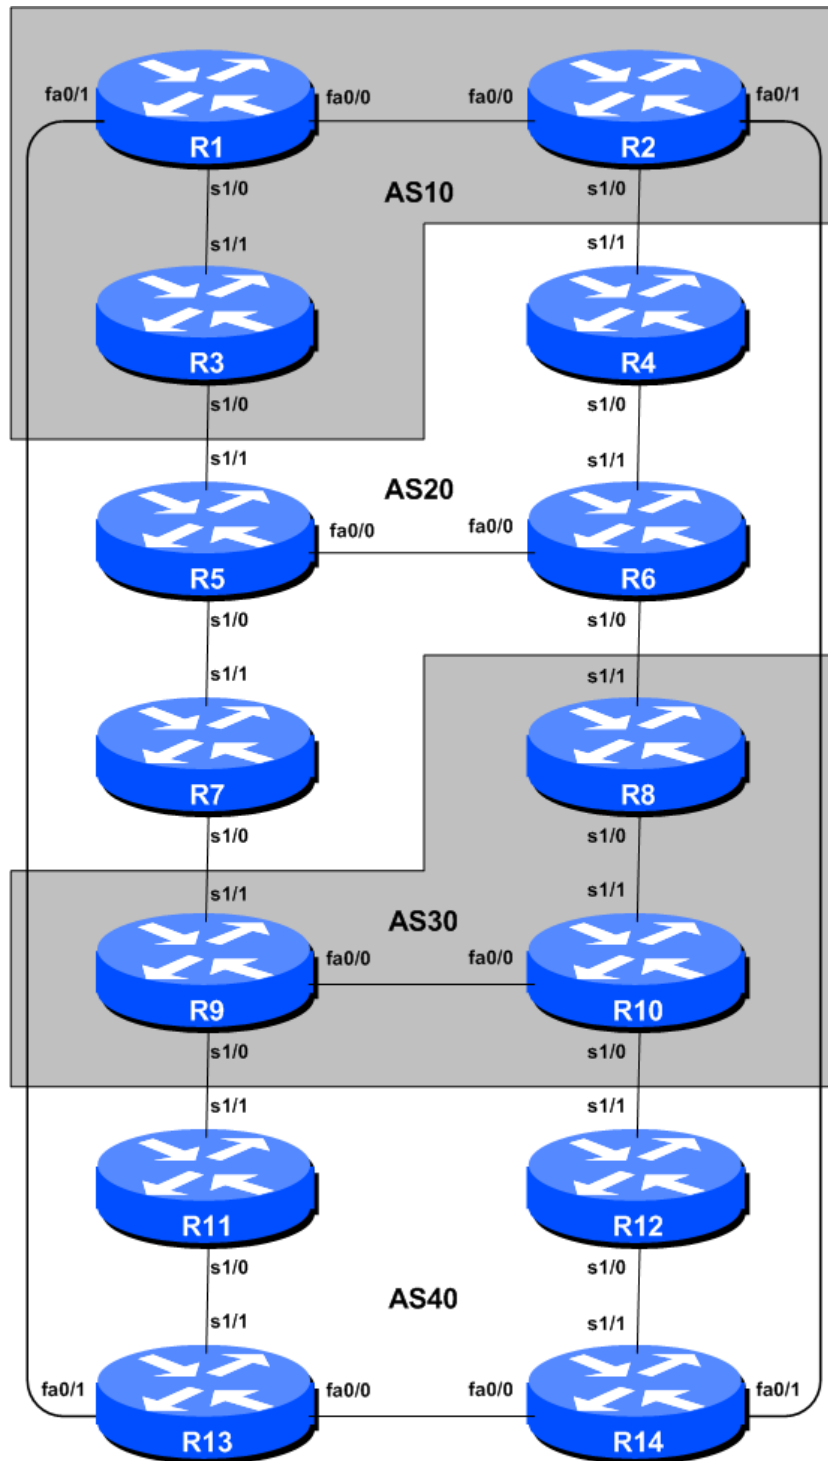 fa0/1
fa0/0
fa0/0
fa0/1
R1
R2
s1/0
AS10
s1/0
s1/1
s1/1
R3
R4
s1/0
s1/0
s1/1
s1/1
AS20
fa0/0
fa0/0
R5
R6
s1/0
s1/0
s1/1
s1/1
R7
R8
s1/0
s1/0
s1/1
s1/1
AS30
fa0/0
fa0/0
R9
R10
s1/0
s1/0
s1/1
s1/1
R11
R12
s1/0
s1/0
AS40
s1/1
s1/1
fa0/1
fa0/0
fa0/0
fa0/1
R13
R14